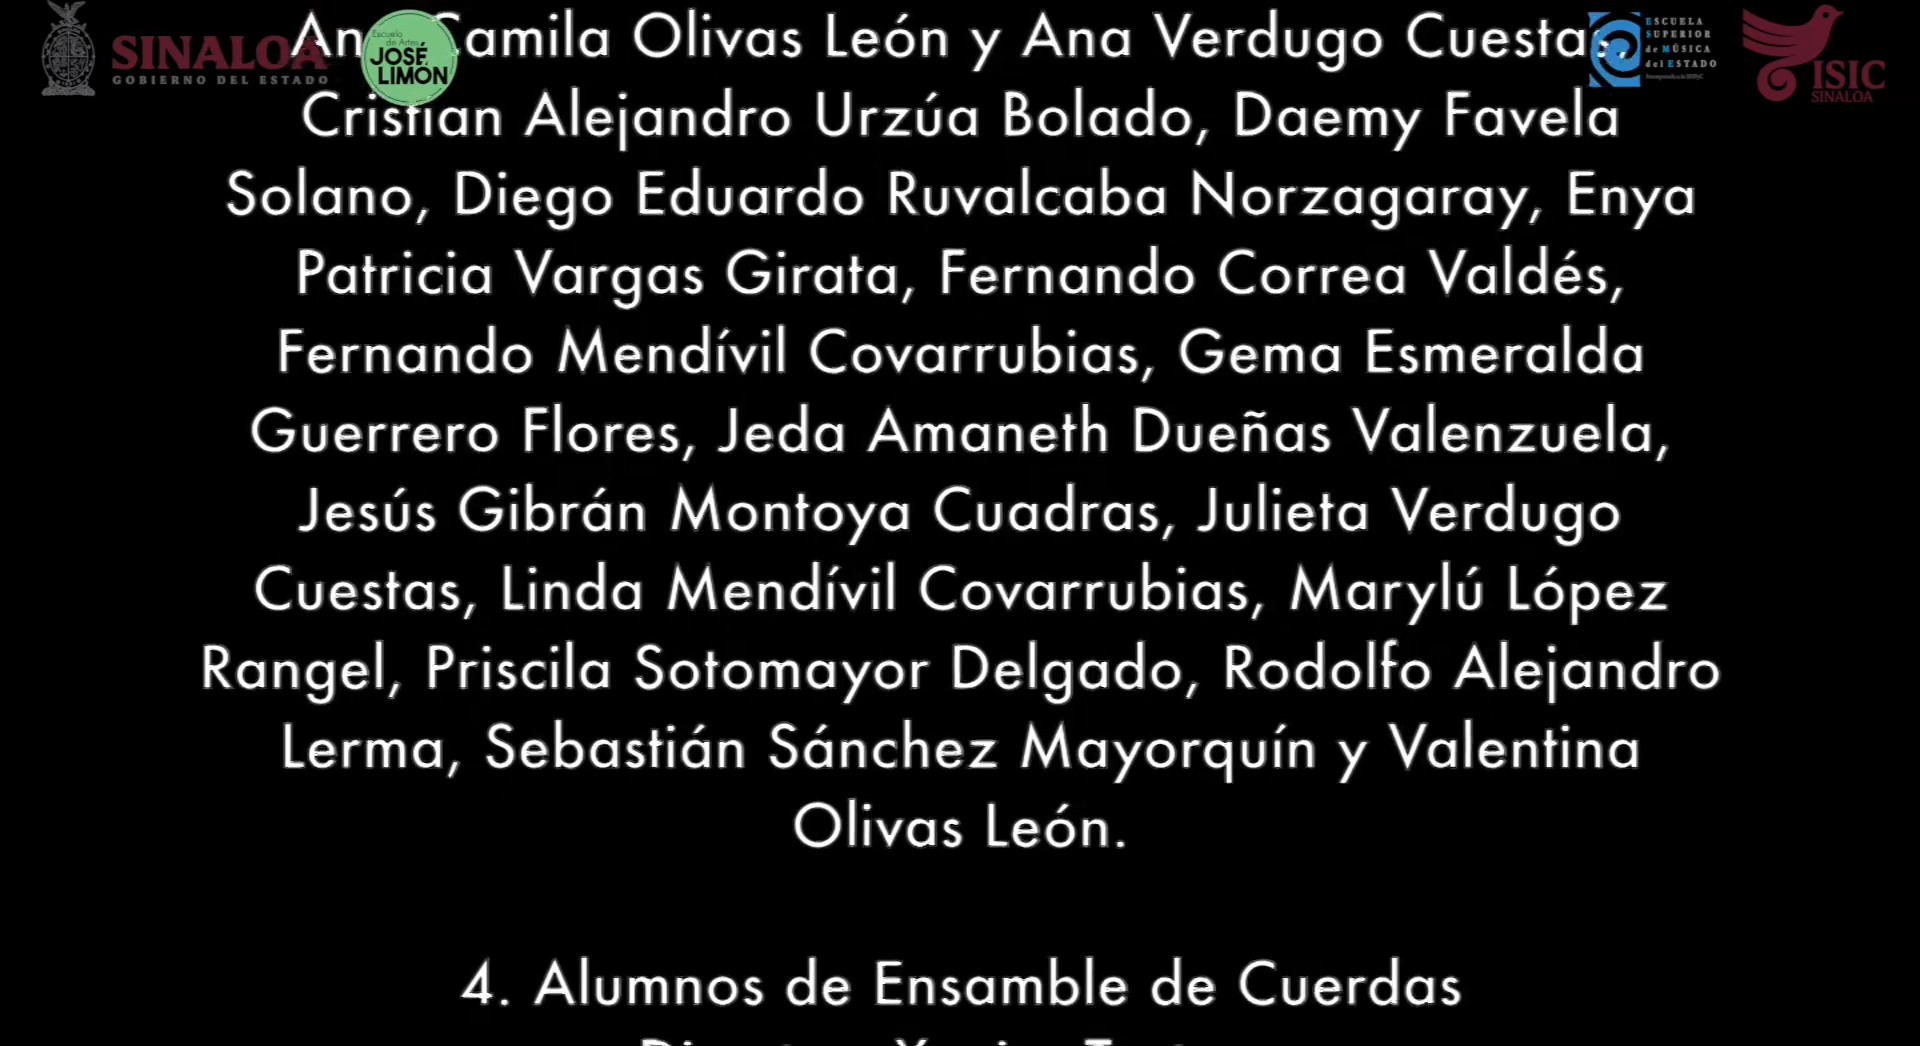 Camila Olivas León y Ana Verdugo Cuestas,
SINALOA
GOBIERNO DEL ESTADO
Escuela
de Artes
JOSÉ
LIMÓN
ESCUELA
SUPERIOR
de MÚSICA
del ESTADO
ISIC
SINALOA
Cristian Alejandro Urzúa Bolado, Daemy Favela
Solano, Diego Eduardo Ruvalcaba Norzagaray, Enya
Patricia Vargas Girata, Fernando Correa Valdés,
Fernando Mendívil Covarrubias, Gema Esmeralda
Guerrero Flores, Jeda Amaneth Dueñas Valenzuela,
Jesús Gibrán Montoya Cuadras, Julieta Verdugo
Cuestas, Linda Mendívil Covarrubias, Marylú López
Rangel, Priscila Sotomayor Delgado, Rodolfo Alejandro
Lerma, Sebastián Sánchez Mayorquín y Valentina
Olivas León.
4. Alumnos de Ensamble de Cuerdas